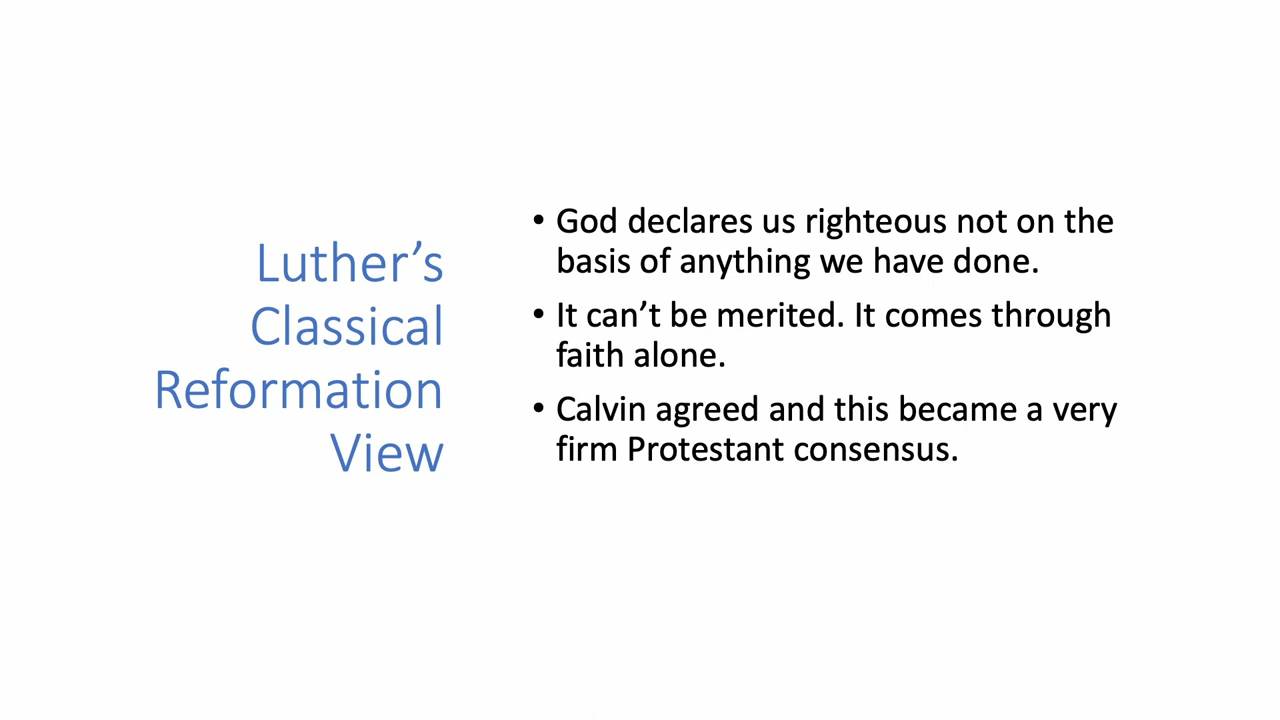 Luther’s
Classical
Reformation
View
• God declares us righteous not on the
basis of anything we have done.
• It can’t be merited. It comes through
faith alone.
• Calvin agreed and this became a very
firm Protestant consensus.